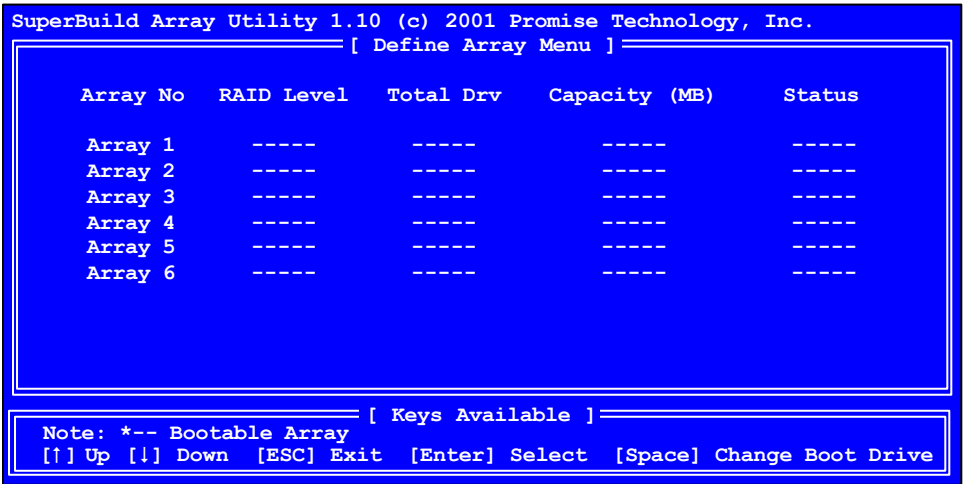 SuperBuild Array Utility 1.10 (c) 2001 Promise Technology, Inc.
[ Define Array Menu ]
Array No RAID Level Total Drv Capacity (MB) Status
Array 1 ----- ----- ----- -----
Array 2 ----- ----- ----- -----
Array 3 ----- ----- ----- -----
Array 4 ----- ----- ----- -----
Array 5 ----- ----- ----- -----
Array 6 ----- ----- ----- -----
[ Keys Available ]
Note: *-- Bootable Array
[↑] Up [↓] Down [ESC] Exit [Enter] Select [Space] Change Boot Drive